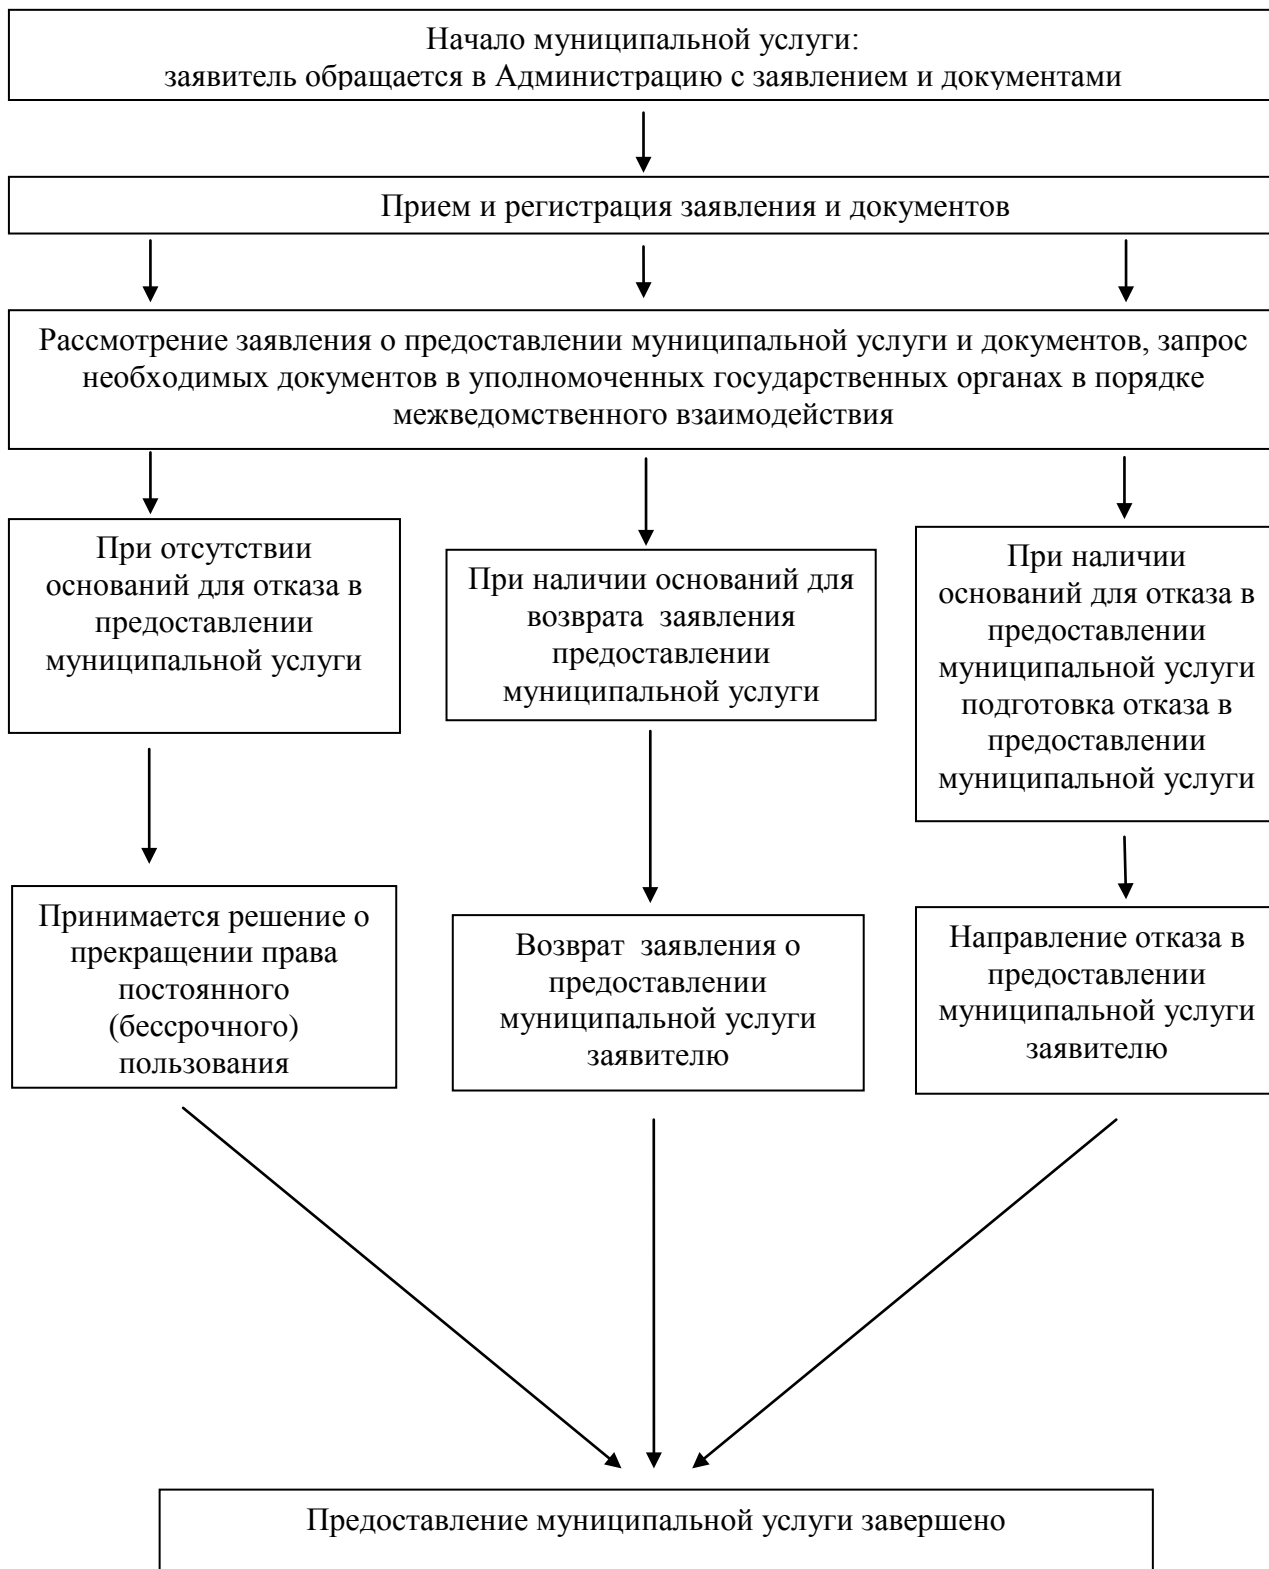 Начало муниципальной услуги:
заявитель обращается в Администрацию с заявлением и документами
Прием и регистрация заявления и документов
Рассмотрение заявления о предоставлении муниципальной услуги и документов, запрос
необходимых документов в уполномоченных государственных органах в порядке
межведомственного взаимодействия
При отсутствии
оснований для отказа в
предоставлении
муниципальной услуги
При наличии оснований для
возврата заявления
предоставлении
муниципальной услуги
При наличии
оснований для отказа в
предоставлении
муниципальной услуги
подготовка отказа в
предоставлении
муниципальной услуги
Принимается решение о
прекращении права
постоянного
(бессрочного)
пользования
Возврат заявления о
предоставлении
муниципальной услуги
заявителю
Направление отказа в
предоставлении
муниципальной услуги
заявителю
Предоставление муниципальной услуги завершено